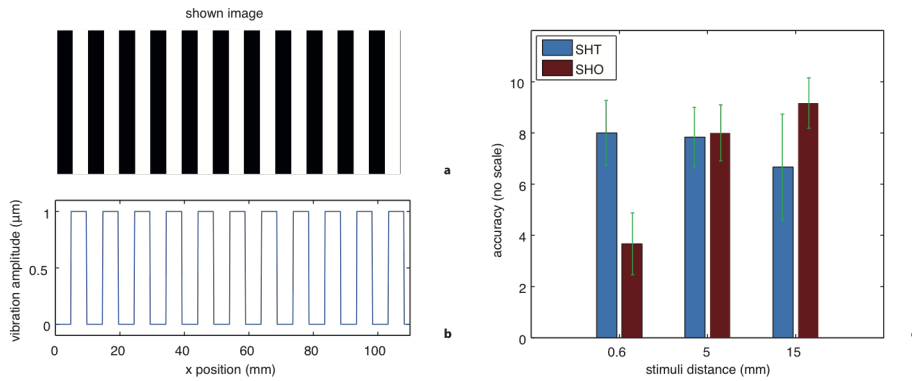 shown image
a
vibration amplitude (µm)
1
0.5
0
0 20 40 60 80 100
x position (mm)
b
SHT
SHO
accuracy (no scale)
10
8
6
4
2
0
0.6 5 15
stimuli distance (mm)